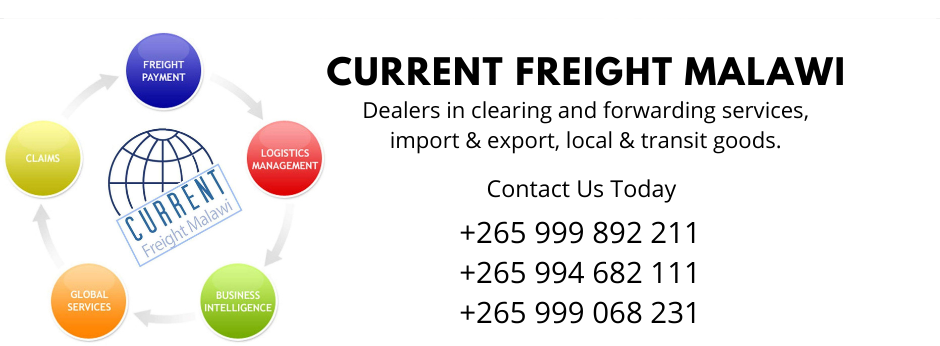 FREIGHT
PAYMENT
LOGISTICS
MANAGEMENT
BUSINESS
INTELLIGENCE
GLOBAL
SERVICES
CLAIMS
CURRENT
Freight Malawi
CURRENT FREIGHT MALAWI
Dealers in clearing and forwarding services,
import & export, local & transit goods.
Contact Us Today
+265 999 892 211
+265 994 682 111
+265 999 068 231